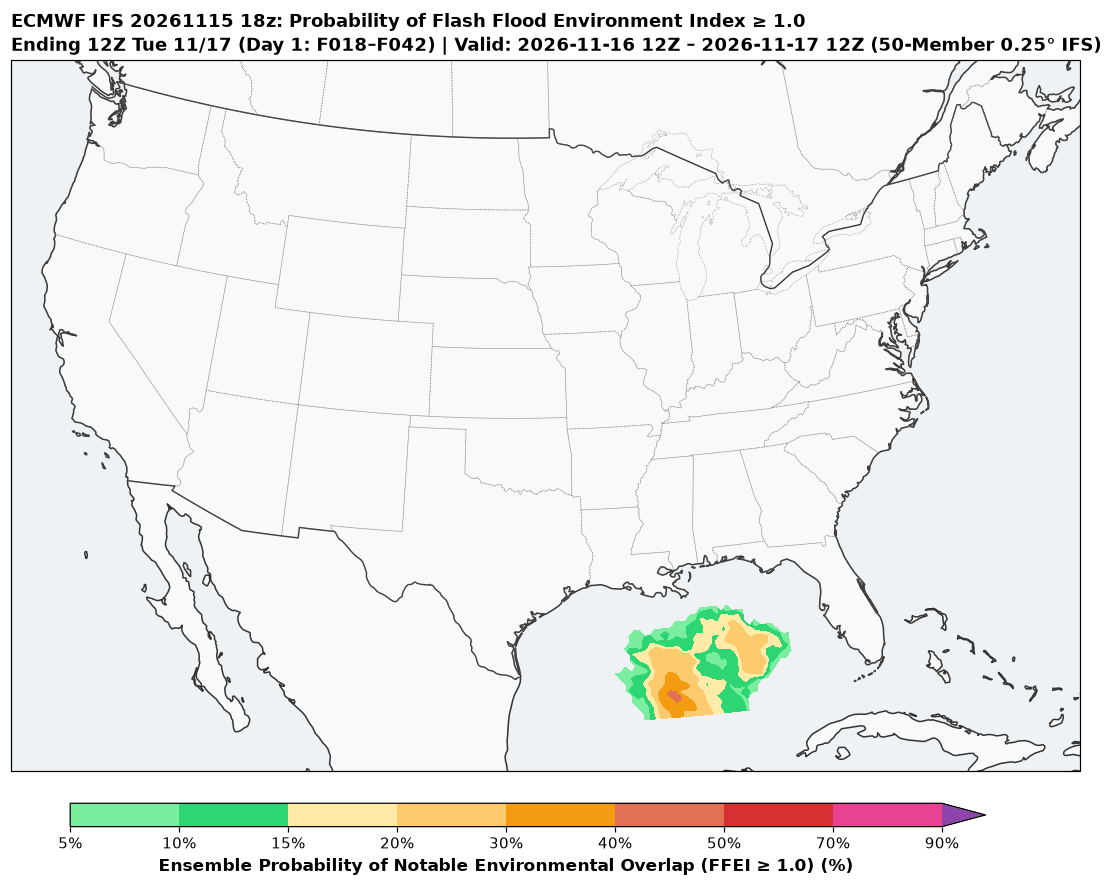 ECMWF IFS 20261115 18z: Probability of Flash Flood Environment Index ≥ 1.0
Ending 12Z Tue 11/17 (Day 1: F018–F042) | Valid: 2026-11-16 12Z – 2026-11-17 12Z (50-Member 0.25° IFS)
5% 10% 15% 20% 30% 40% 50% 70% 90%
Ensemble Probability of Notable Environmental Overlap (FFEI ≥ 1.0) (%)